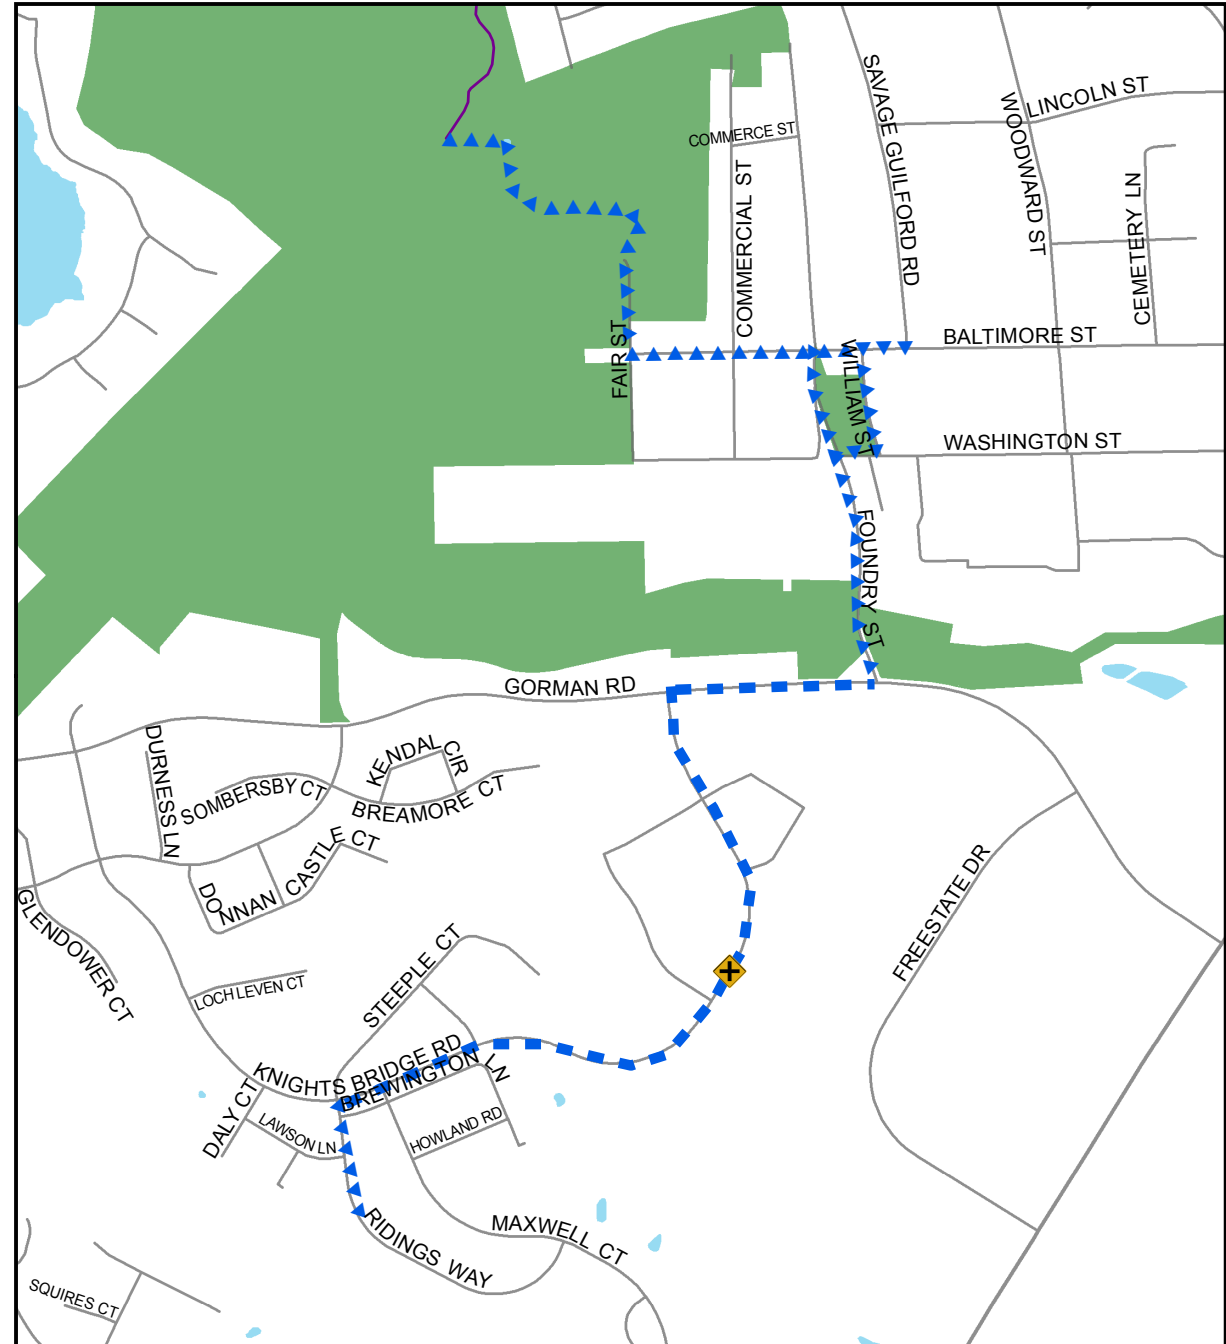 SAVAGE GUILFORD RD
WOODWARD ST
LINCOLN ST
COMMERCE ST
COMMERCIAL ST
CEMETERY LN
BALTIMORE ST
FAIR ST
WILLIAM ST
WASHINGTON ST
FOUNDRY ST
GORMAN RD
DURNESS LN
SOMBERSBY CT
KENDAL CIR
BREAMORE CT
CASTLE CT
DONNAN
FREESTATE DR
GLENDOWER CT
STEEPLE CT
LOCH LEVEN CT
KNIGHTS BRIDGE RD
BREWINGTON LN
DALY CT
LAWSON LN
HOWLAND RD
RIDINGS WAY
MAXWELL CT
SQUIRES CT